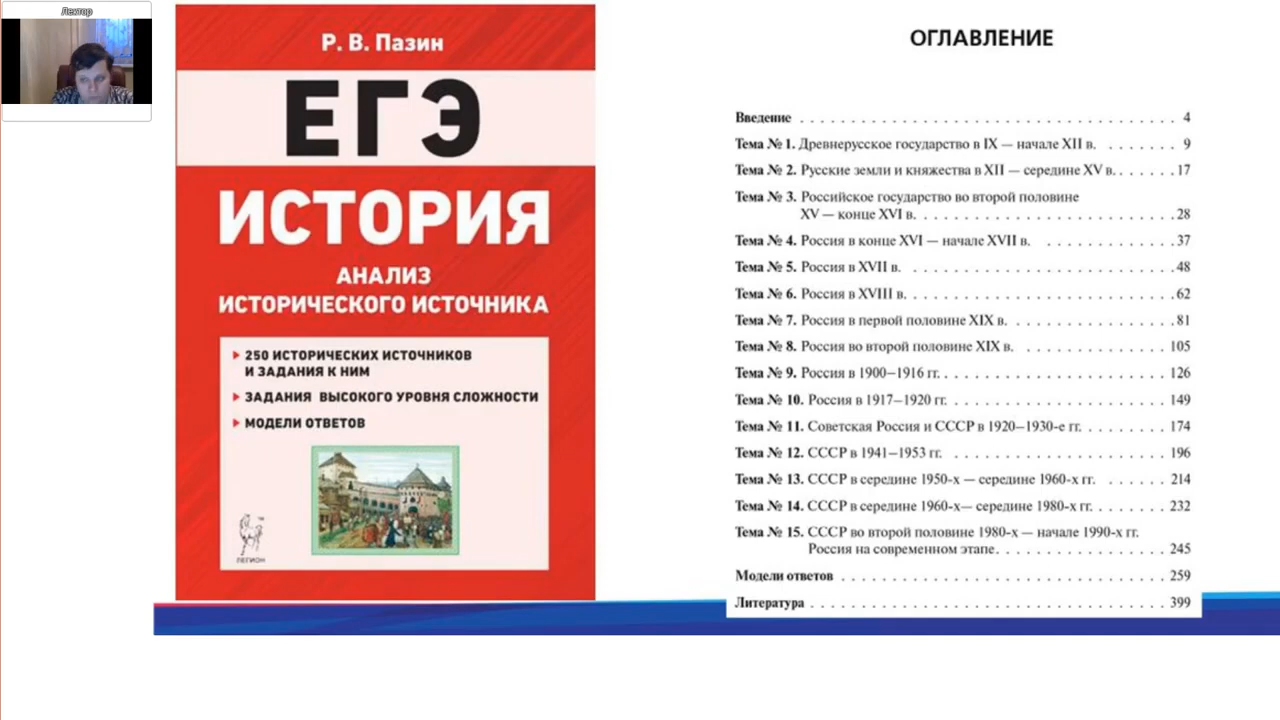 Лектор
Р. В. Пазин
ЕГЭ
ИСТОРИЯ
АНАЛИЗ
ИСТОРИЧЕСКОГО ИСТОЧНИКА
250 ИСТОРИЧЕСКИХ ИСТОЧНИКОВ
И ЗАДАНИЯ К НИМ
ЗАДАНИЯ ВЫСОКОГО УРОВНЯ СЛОЖНОСТИ
МОДЕЛИ ОТВЕТОВ
ЛЕГИОН
ОГЛАВЛЕНИЕ
Введение . . . . . 4
Тема № 1. Древнерусское государство в IX — начале XII в. . . . . . 9
Тема № 2. Русские земли и княжества в XII — середине XV в. . . . . . 17
Тема № 3. Российское государство во второй половине
XV — конце XVI в. . . . . . 28
Тема № 4. Россия в конце XVI — начале XVII в. . . . . . 37
Тема № 5. Россия в XVII в. . . . . . 48
Тема № 6. Россия в XVIII в. . . . . . 62
Тема № 7. Россия в первой половине XIX в. . . . . . 81
Тема № 8. Россия во второй половине XIX в. . . . . . 105
Тема № 9. Россия в 1900—1916 гг. . . . . . 126
Тема № 10. Россия в 1917—1920 гг. . . . . . 149
Тема № 11. Советская Россия и СССР в 1920—1930-е гг. . . . . . 174
Тема № 12. СССР в 1941—1953 гг. . . . . . 196
Тема № 13. СССР в середине 1950-х — середине 1960-х гг. . . . . . 214
Тема № 14. СССР в середине 1960-х— середине 1980-х гг. . . . . . 232
Тема № 15. СССР во второй половине 1980-х — начале 1990-х гг.
Россия на современном этапе. . . . . . 245
Модели ответов . . . . . 259
Литература . . . . . 399